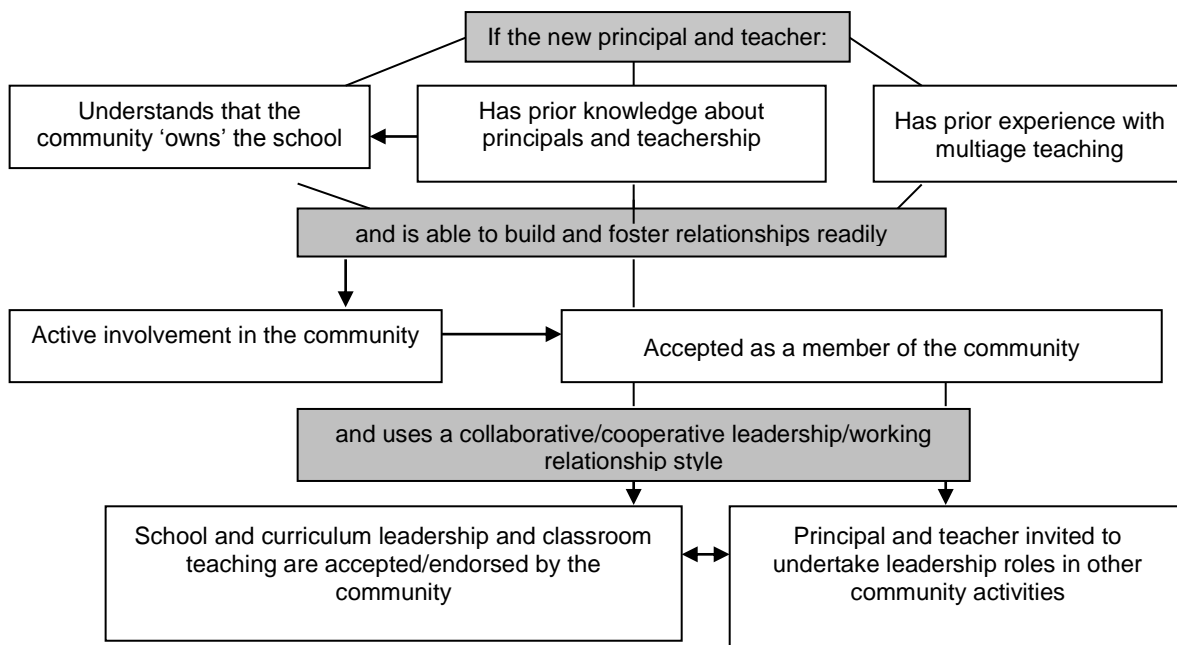 If the new principal and teacher:
Understands that the
community ‘owns’ the school
Has prior knowledge about
principals and teachership
Has prior experience with
multiage teaching
and is able to build and foster relationships readily
Active involvement in the community
Accepted as a member of the community
and uses a collaborative/cooperative leadership/working
relationship style
School and curriculum leadership and classroom
teaching are accepted/endorsed by the
community
Principal and teacher invited to
undertake leadership roles in other
community activities